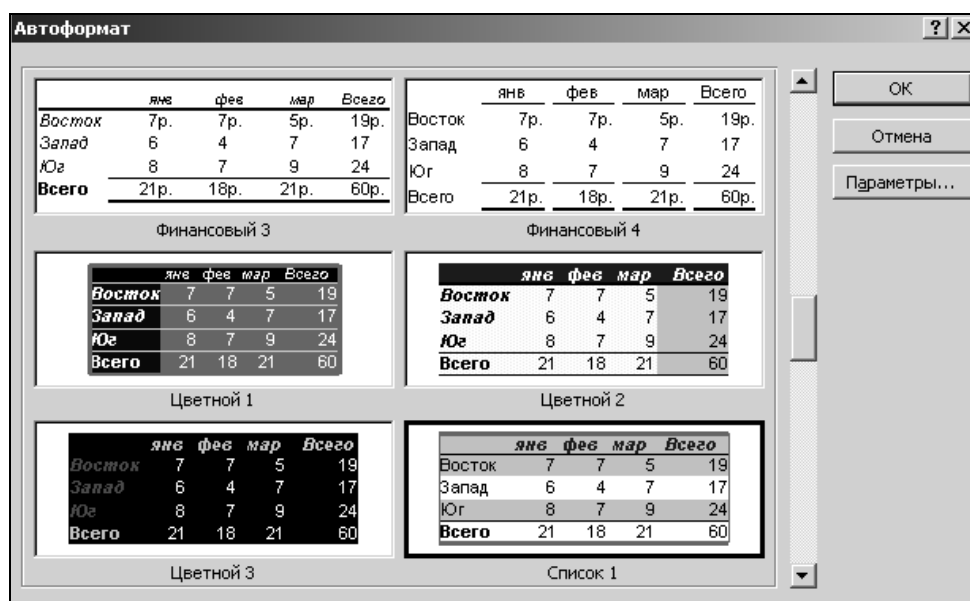 Автоформат
янв фев мар Всего
Восток 7р. 7р. 5р. 19р.
Запад 6 4 7 17
Юг 8 7 9 24
Всего 21р. 18р. 21р. 60р.
Финансовый 3
янв фев мар Всего
Восток 7р. 7р. 5р. 19р.
Запад 6 4 7 17
Юг 8 7 9 24
Всего 21р. 18р. 21р. 60р.
Финансовый 4
янв фев мар Всего
Восток 7 7 5 19
Запад 6 4 7 17
Юг 8 7 9 24
Всего 21 18 21 60
Цветной 1
янв фев мар Всего
Восток 7 7 5 19
Запад 6 4 7 17
Юг 8 7 9 24
Всего 21 18 21 60
Цветной 2
янв фев мар Всего
Восток 7 7 5 19
Запад 6 4 7 17
Юг 8 7 9 24
Всего 21 18 21 60
Цветной 3
янв фев мар Всего
Восток 7 7 5 19
Запад 6 4 7 17
Юг 8 7 9 24
Всего 21 18 21 60
Список 1
ОК
Отмена
Параметры...